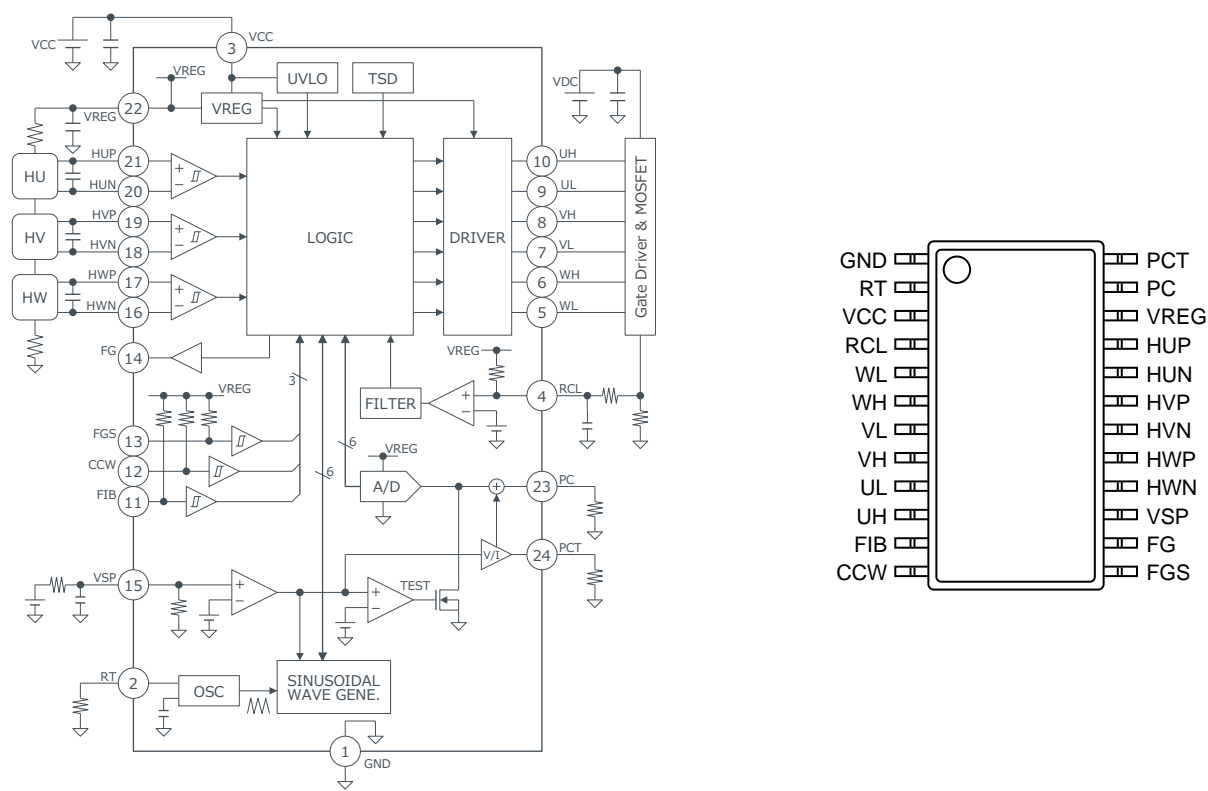 VCC
3
VCC
VREG
UVLO
TSD
VDC
22
VREG
VREG
HU
HUP
21
HUN
20
+
−
HV
HVP
19
HVN
18
+
−
HW
HWP
17
HWN
16
+
−
LOGIC
DRIVER
10
UH
9
UL
8
VH
7
VL
6
WH
5
WL
Gate Driver & MOSFET
FG
14
3
VREG
FILTER
+
−
4
RCL
VREG
FGS
13
CCW
12
FIB
11
6
6
VREG
A/D
+
23
PC
V/I
24
PCT
VSP
15
+
−
+
−
TEST
RT
2
OSC
SINUSOIDAL
WAVE GENE.
1
GND
GND
RT
VCC
RCL
WL
WH
VL
VH
UL
UH
FIB
CCW
PCT
PC
VREG
HUP
HUN
HVP
HVN
HWP
HWN
VSP
FG
FGS